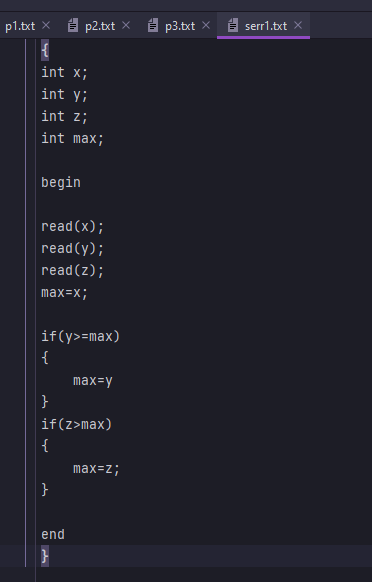 p1.txt × p2.txt × p3.txt × serr1.txt ×
{
int x;
int y;
int z;
int max;
begin
read(x);
read(y);
read(z);
max=x;
if(y>=max)
{
max=y
}
if(z>max)
{
max=z;
}
end
}